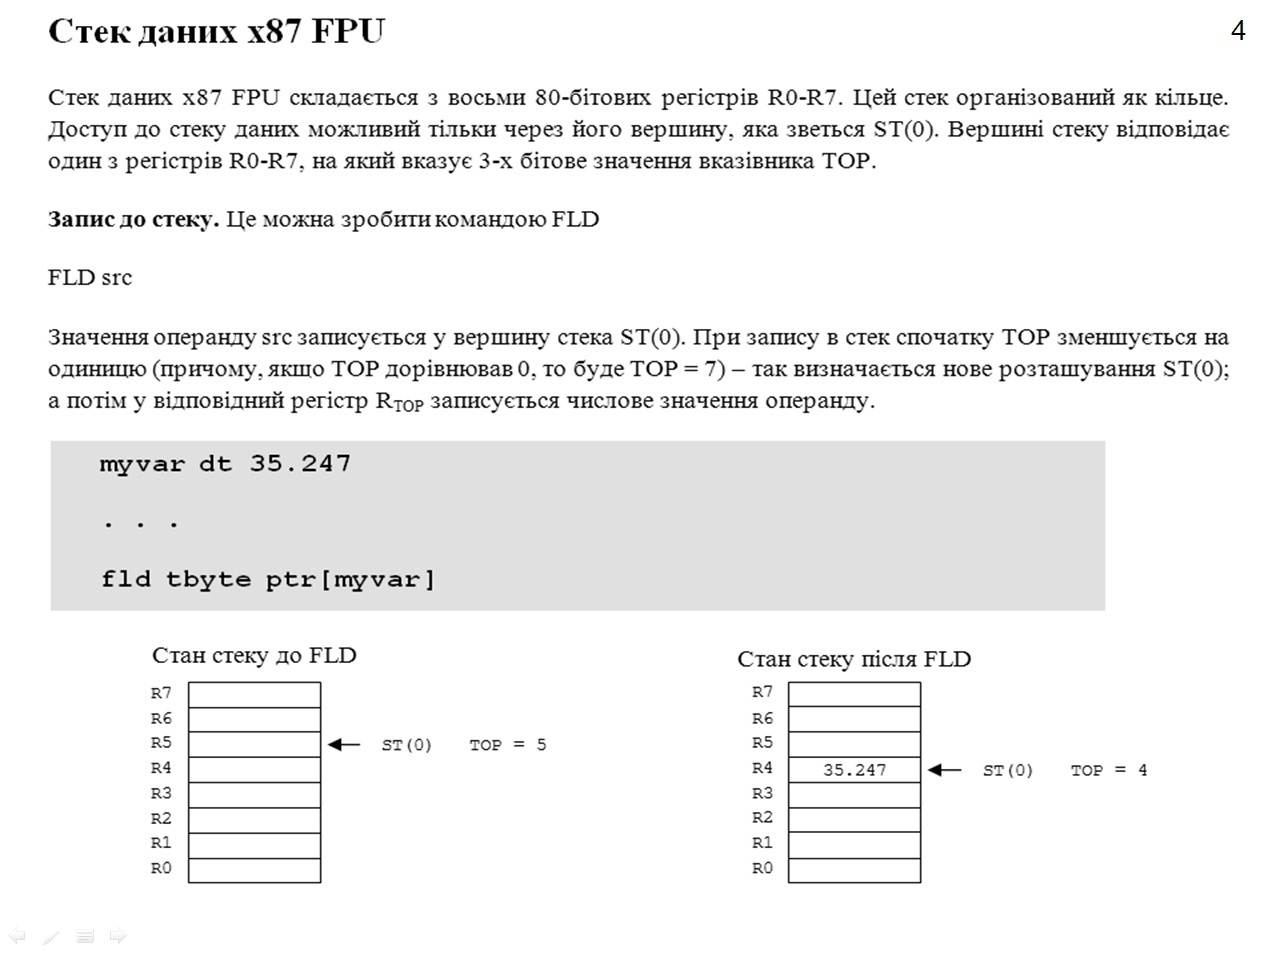 Стек даних x87 FPU
4
Стек даних x87 FPU складається з восьми 80-бітових регістрів R0-R7. Цей стек організований як кільце.
Доступ до стеку даних можливий тільки через його вершину, яка зветься ST(0). Вершині стеку відповідає
один з регістрів R0-R7, на який вказує 3-х бітове значення вказівника TOP.
Запис до стеку. Це можна зробити командою FLD
FLD src
Значення операнду src записується у вершину стека ST(0). При запису в стек спочатку TOP зменшується на
одиницю (причому, якщо TOP дорівнював 0, то буде TOP = 7) – так визначається нове розташування ST(0);
а потім у відповідний регістр RTOP записується числове значення операнду.
myvar dt 35.247
. . .
fld tbyte ptr[myvar]
Стан стеку до FLD
R7
R6
R5 ST(0) TOP = 5
R4
R3
R2
R1
R0
Стан стеку після FLD
R7
R6
R5
R4 35.247 ST(0) TOP = 4
R3
R2
R1
R0